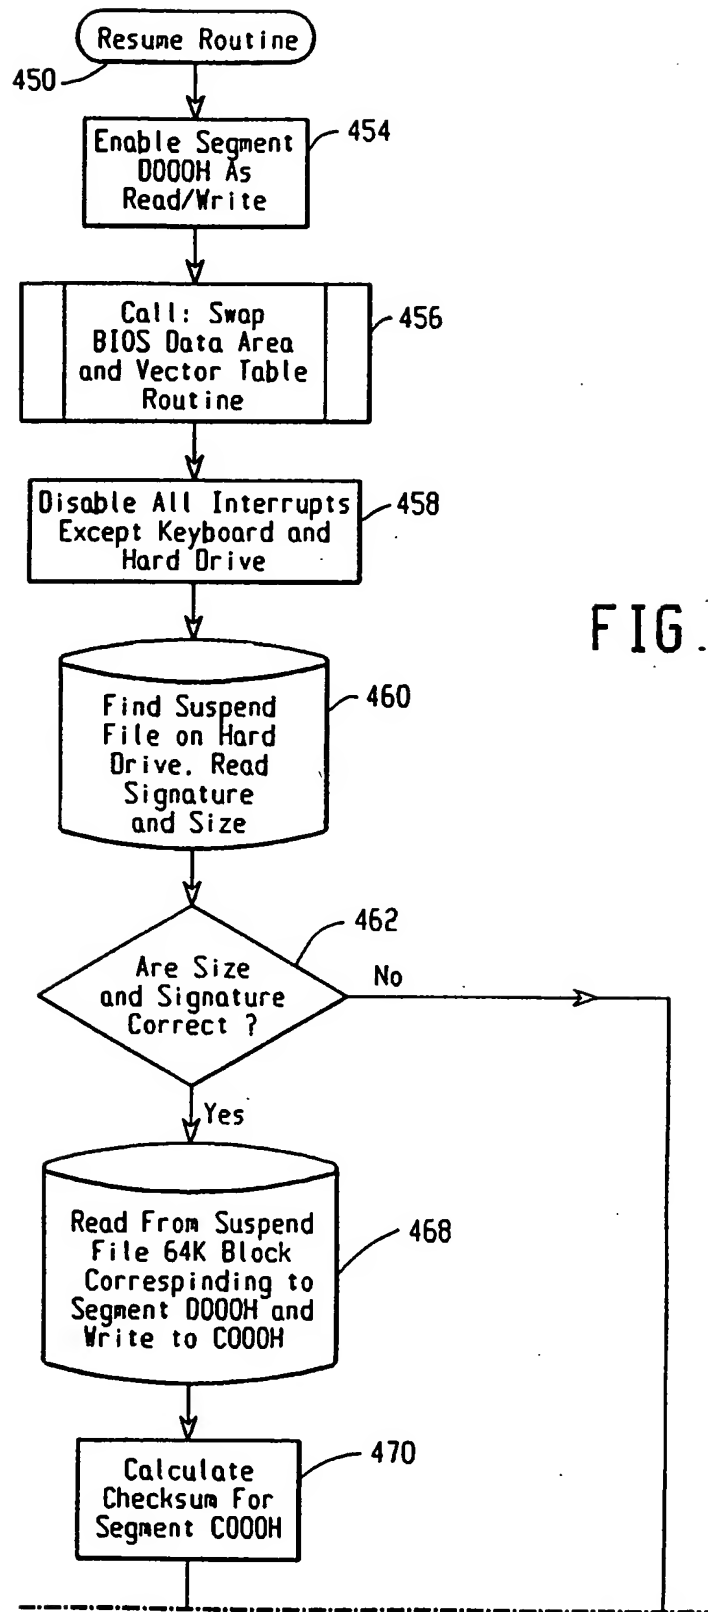 Resume Routine
450
Enable Segment
D000H As
Read/Write
454
Call: Swap
BIOS Data Area
and Vector Table
Routine
456
Disable All Interrupts
Except Keyboard and
Hard Drive
458
FIG.
Find Suspend
File on Hard
Drive. Read
Signature
and Size
460
Are Size
and Signature
Correct ?
462
No
Yes
Read From Suspend
File 64K Block
Correspinding to
Segment D000H and
Write to C000H
468
Calculate
Checksum For
Segment C000H
470